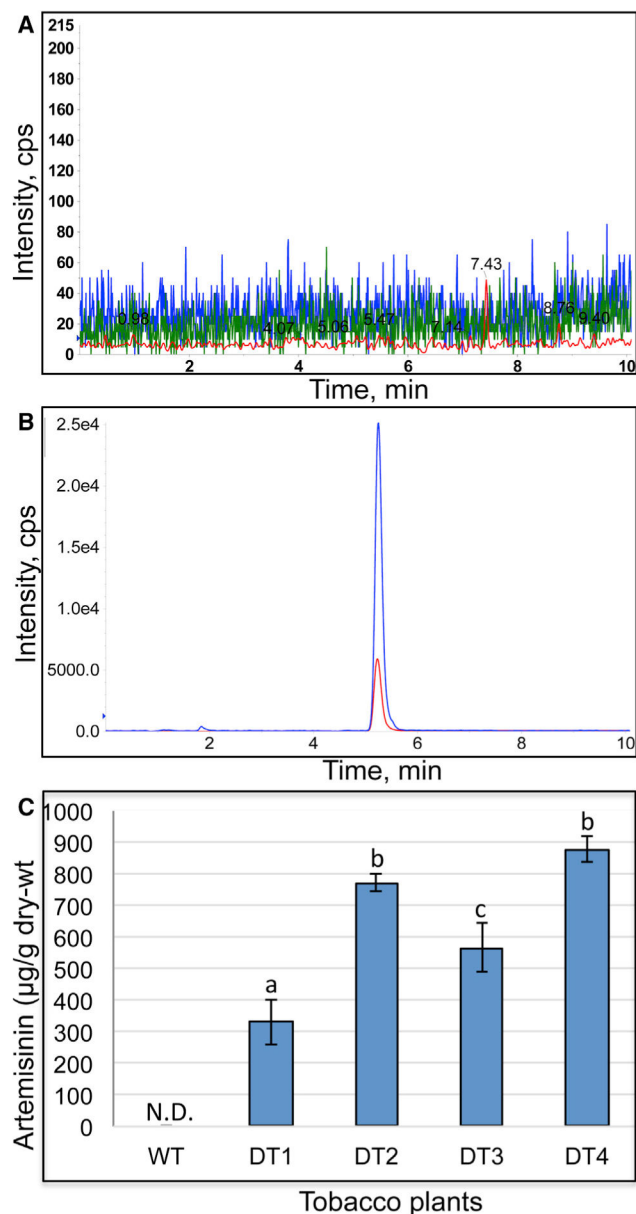 A
215
200
180
160
140
120
100
80
60
40
20
0
Intensity, cps
0.98
4.07
5.06
5.47
7.14
7.43
8.76
9.40
2
4
6
8
10
Time, min
B
2.5e4
2.0e4
1.5e4
1.0e4
5000.0
0.0
Intensity, cps
2
4
6
8
10
Time, min
C
1000
900
800
700
600
500
400
300
200
100
0
Artemisinin (µg/g dry-wt
N.D.
a
b
c
b
WT
DT1
DT2
DT3
DT4
Tobacco plants